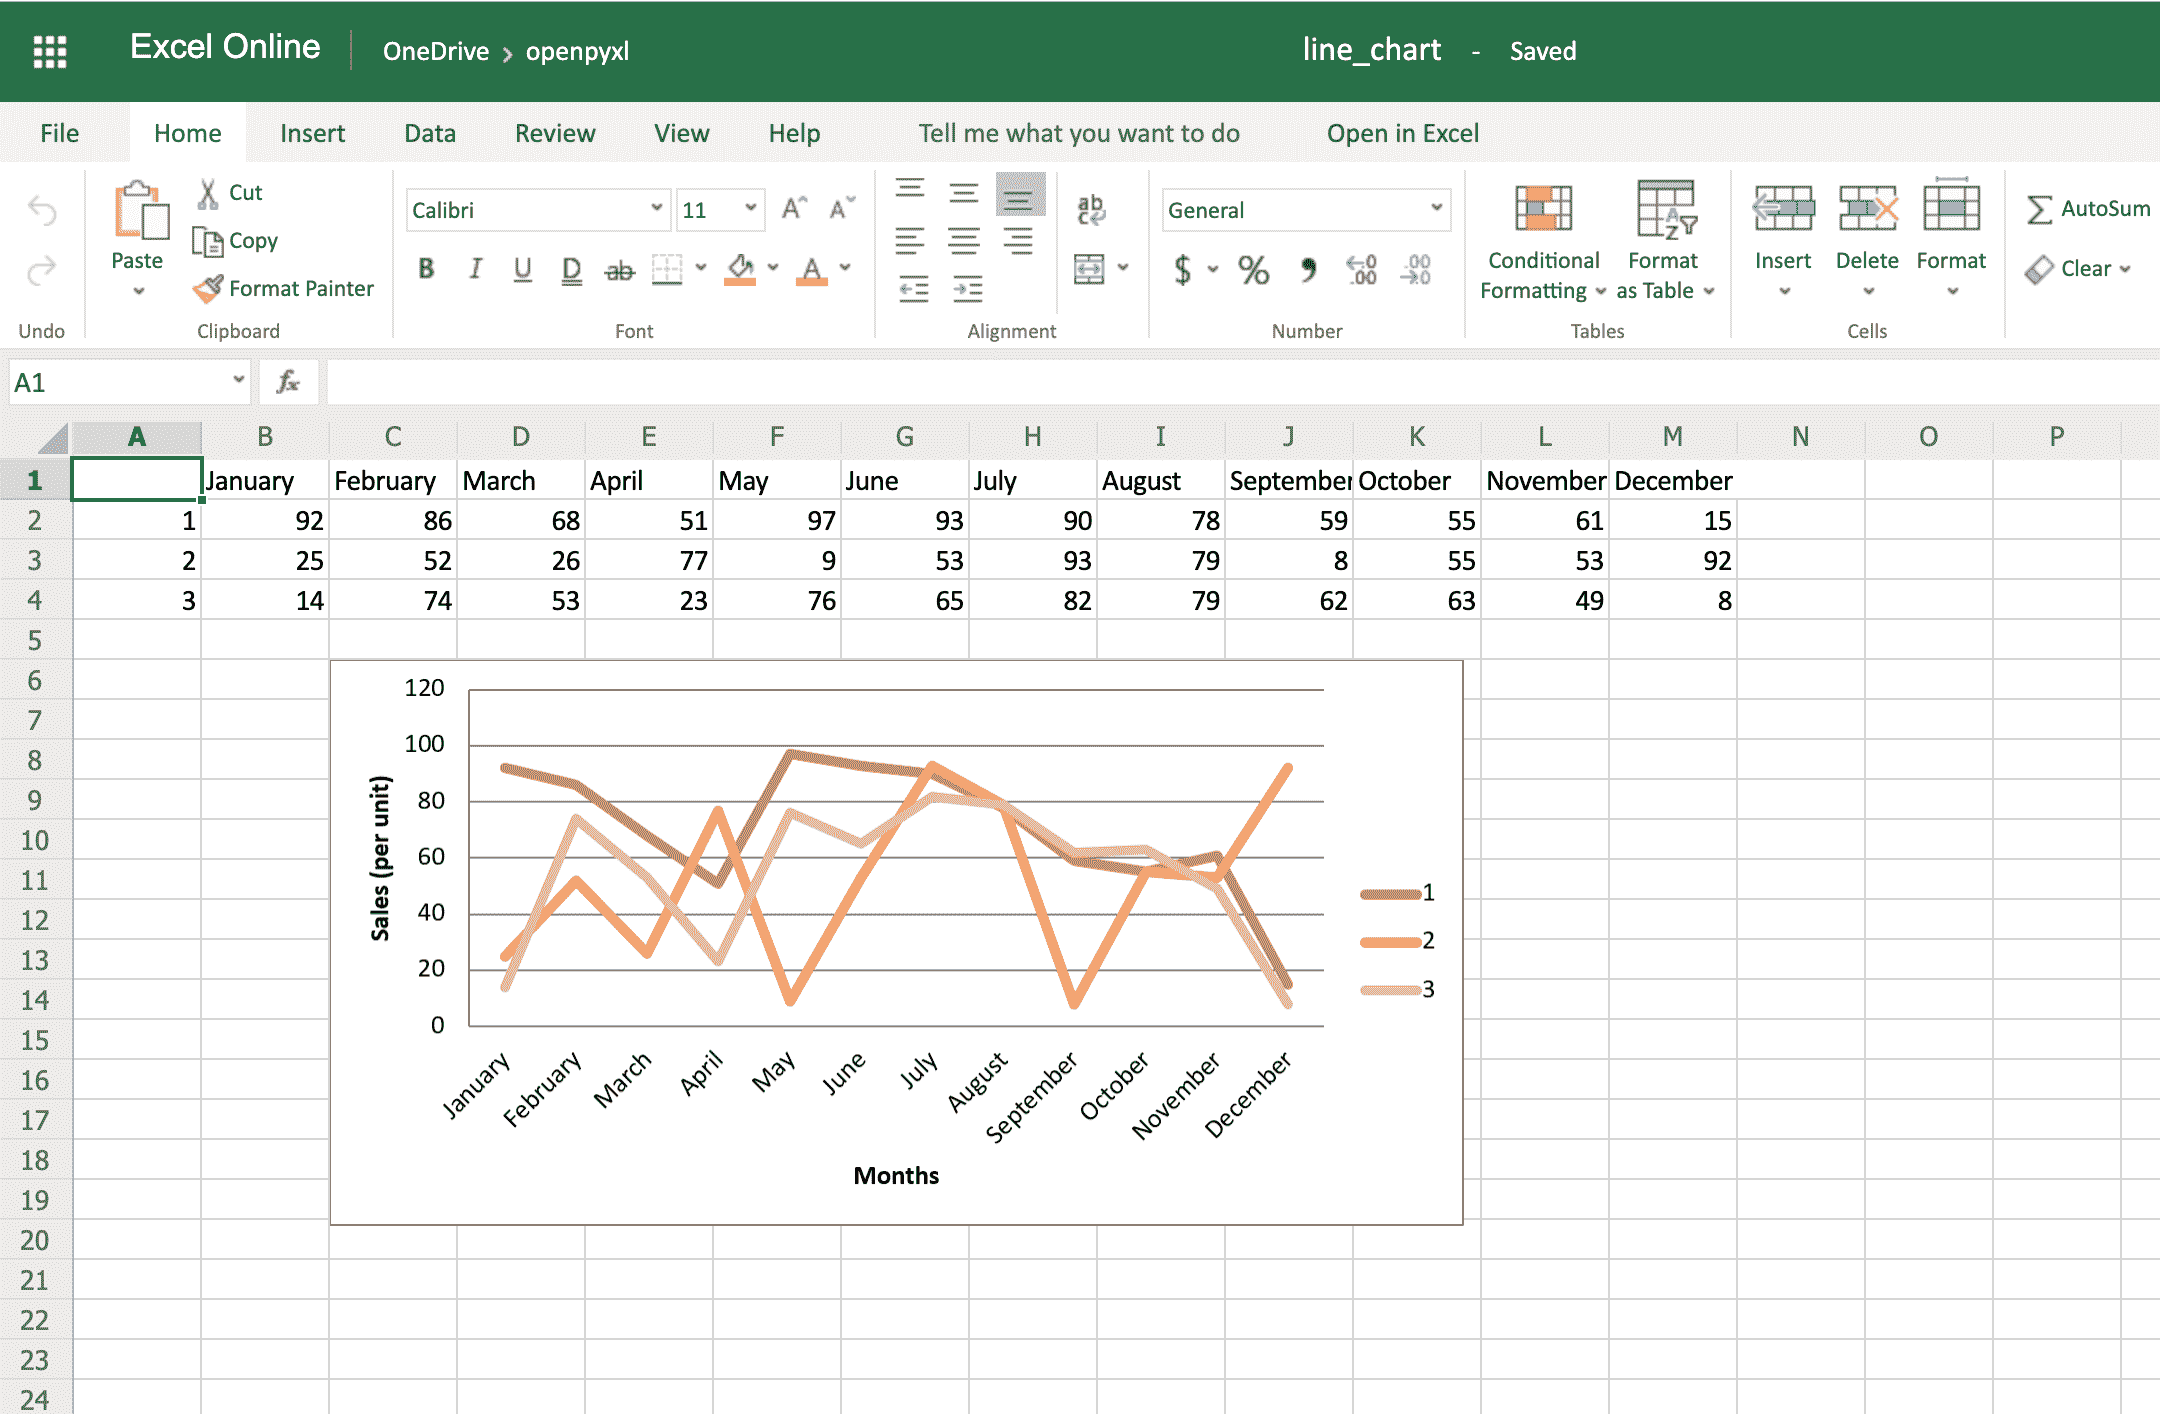 Excel Online OneDrive › openpyxl line_chart - Saved
File Home Insert Data Review View Help Tell me what you want to do Open in Excel
Paste Cut Copy Format Painter
Calibri 11 A^ Aˇ
B I U D ab A
ab c
General
$ % , .00 .00 .0
Conditional Formatting Format as Table
Insert Delete Format
AutoSum
Clear
Undo Clipboard Font Alignment Number Tables Cells
A1 fx
A B C D E F G H I J K L M N O P
1 January February March April May June July August September October November December
2 1 92 86 68 51 97 93 90 78 59 55 61 15
3 2 25 52 26 77 9 53 93 79 8 55 53 92
4 3 14 74 53 23 76 65 82 79 62 63 49 8
5
6
7
8
9
10
11
12
13
14
15
16
17
18
19
20
21
22
23
24
Sales (per unit)
120
100
80
60
40
20
0
January February March April May June July August September October November December
Months
1
2
3